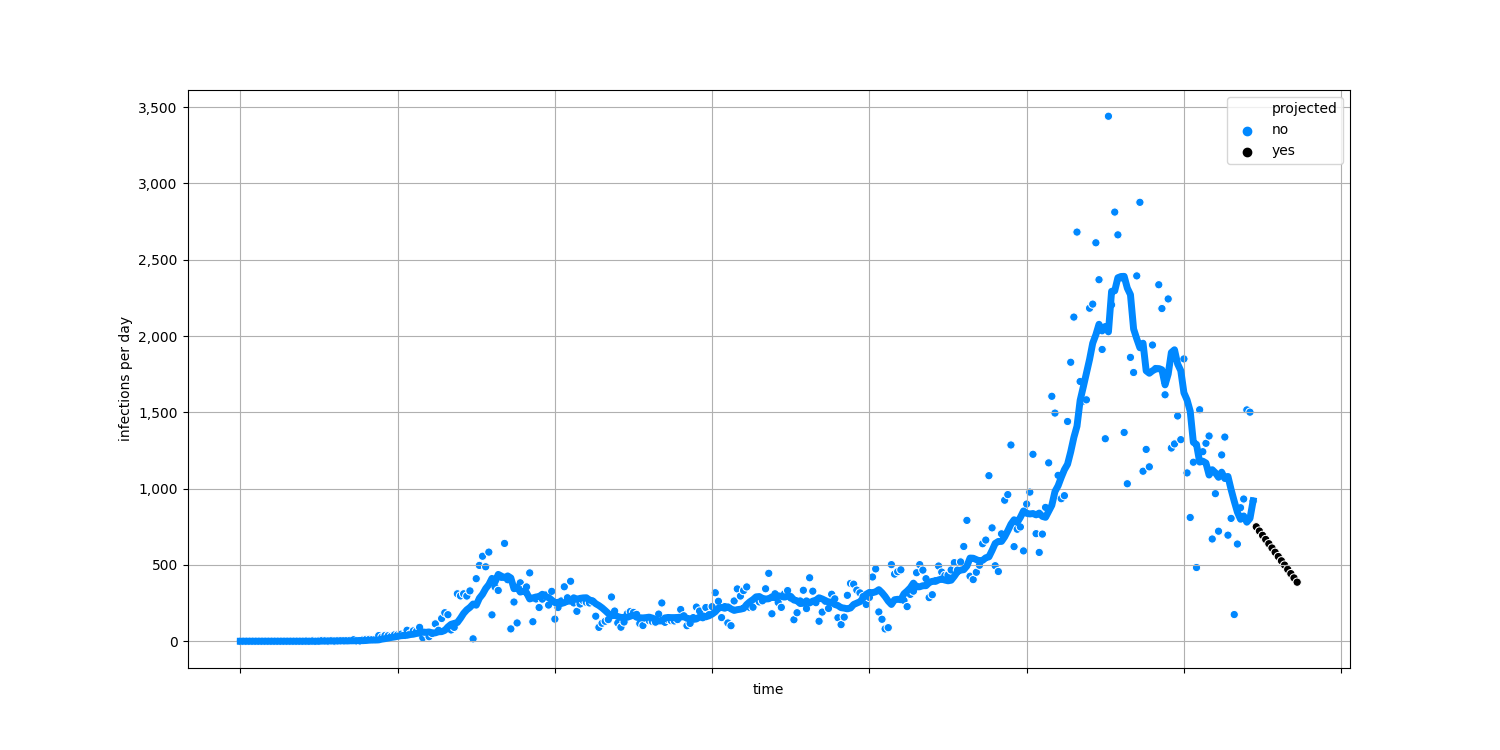 3,500
3,000
2,500
2,000
1,500
1,000
500
0
infections per day
time
projected
no
yes